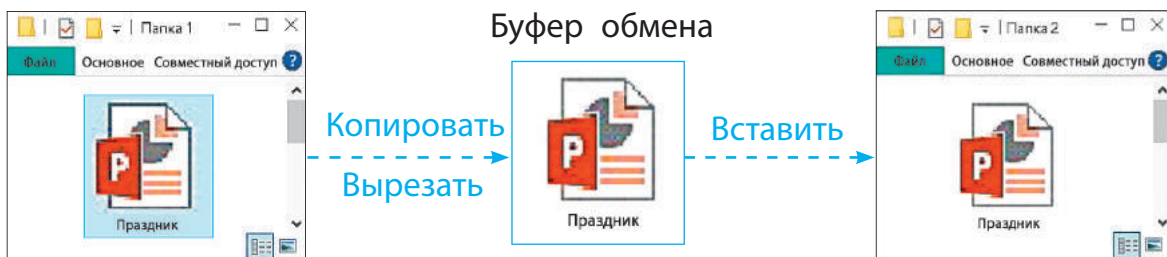 Папка 1
Файл Основное Совместный доступ ?
P
Праздник
Копировать
Вырезать
Буфер обмена
P
Праздник
Вставить
Папка 2
Файл Основное Совместный доступ ?
P
Праздник